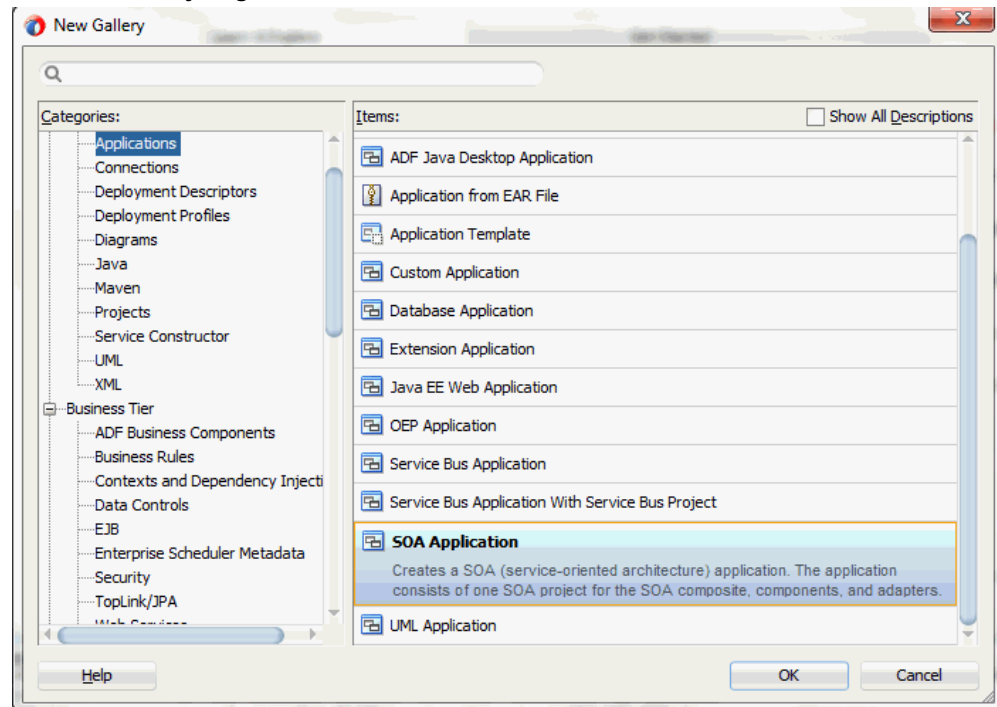 New Gallery
Categories:
Applications
Connections
Deployment Descriptors
Deployment Profiles
Diagrams
Java
Maven
Projects
Service Constructor
UML
XML
Business Tier
ADF Business Components
Business Rules
Contexts and Dependency Injecti
Data Controls
EJB
Enterprise Scheduler Metadata
Security
TopLink/JPA
Items:
Show All Descriptions
ADF Java Desktop Application
Application from EAR File
Application Template
Custom Application
Database Application
Extension Application
Java EE Web Application
OEP Application
Service Bus Application
Service Bus Application With Service Bus Project
SOA Application
Creates a SOA (service-oriented architecture) application. The application
consists of one SOA project for the SOA composite, components, and adapters.
UML Application
Help
OK
Cancel